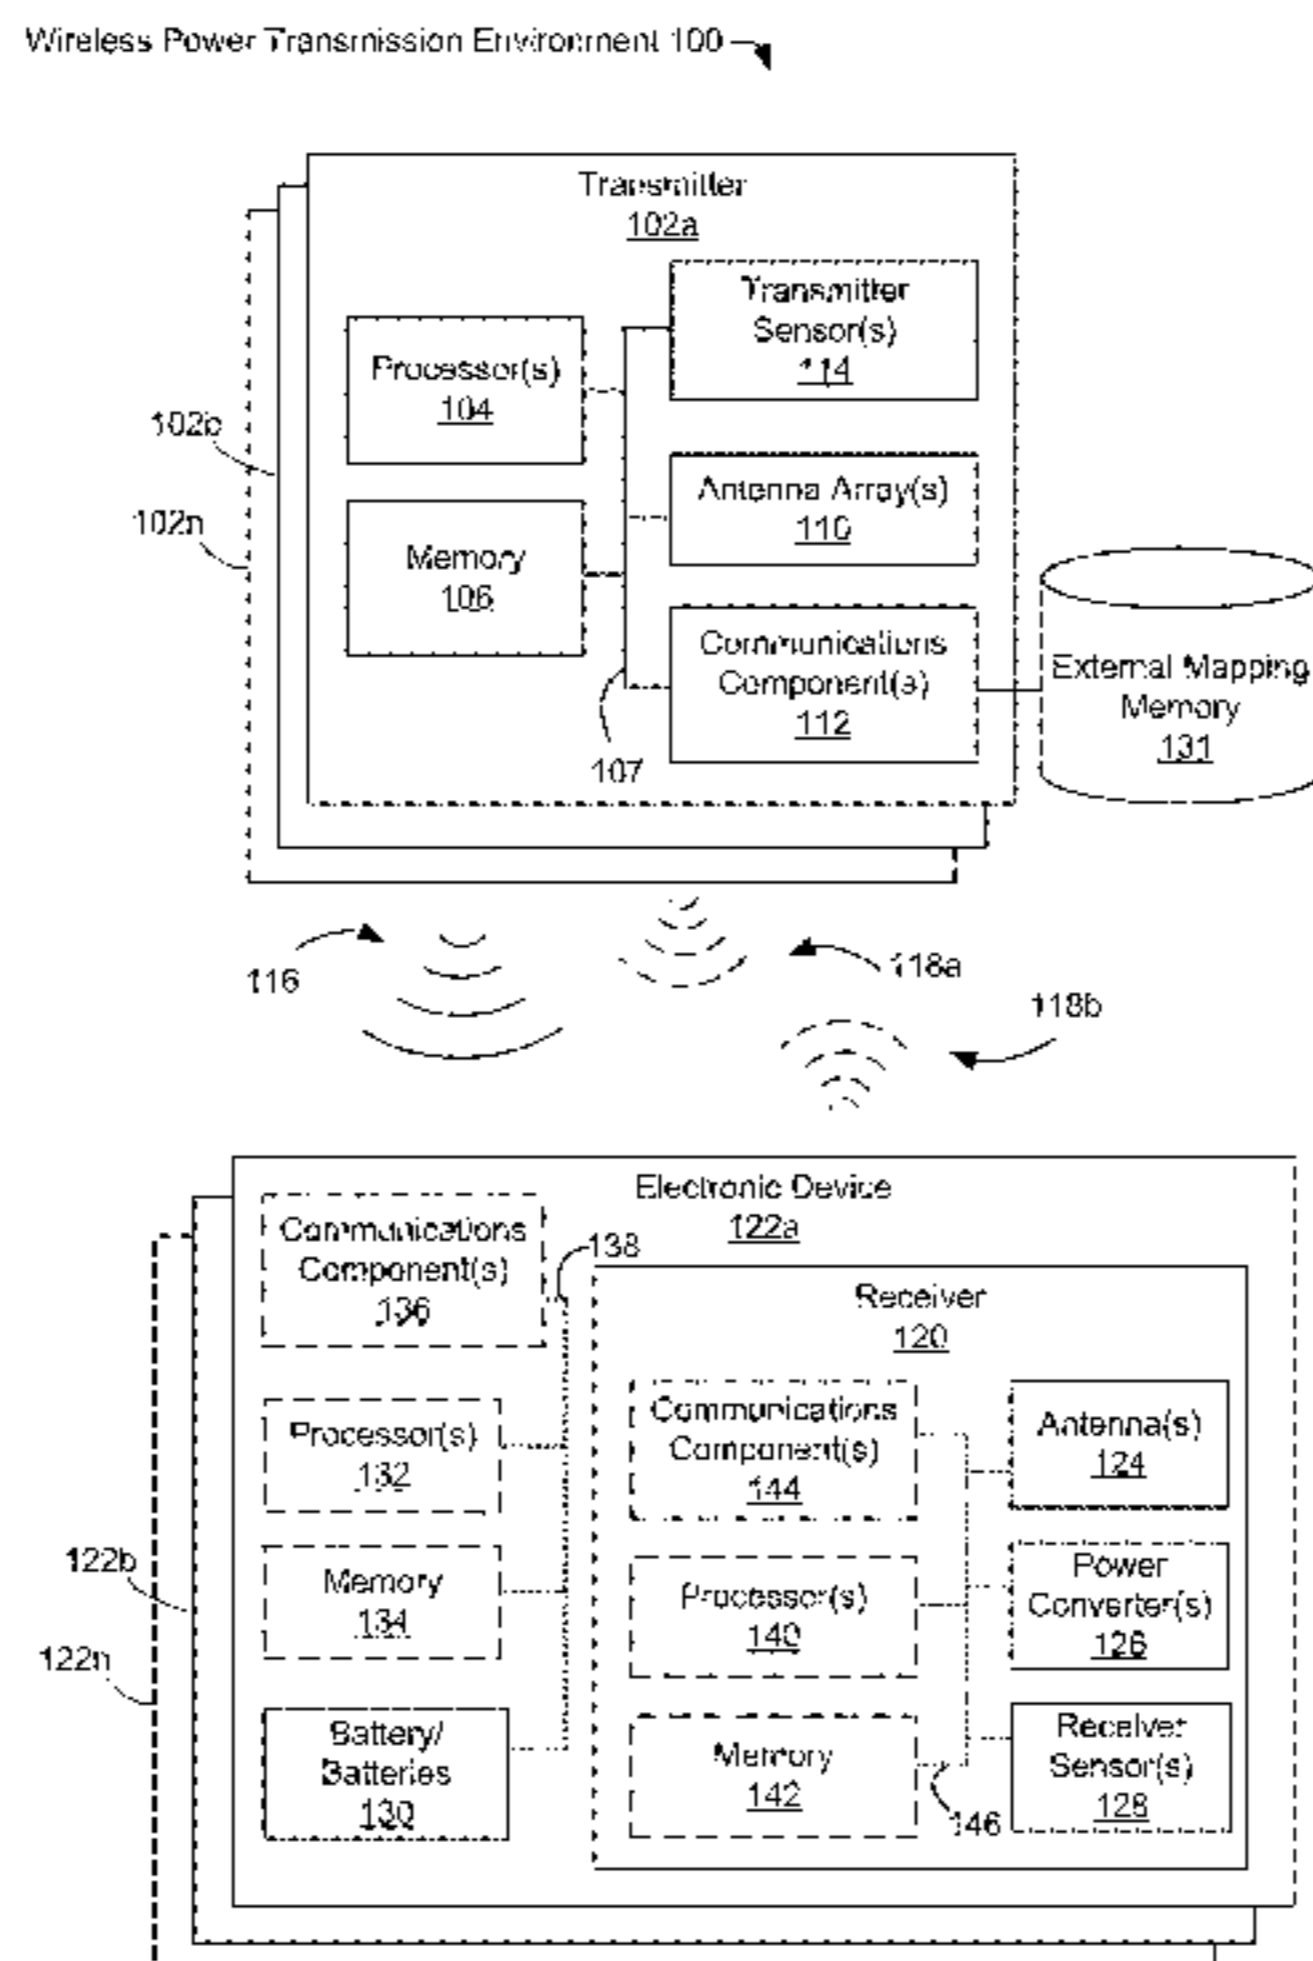 Wireless Power Transmission Environment 100
Transmitter
102a
Transmitter
Sensor(s)
114
Processor(s)
104
102b
Antenna Array(s)
110
102n
Memory
106
Communications
Component(s)
112
External Mapping
Memory
131
107
116
118a
118b
Electronic Device
122a
Communications
Component(s)
136
138
Receiver
120
Processor(s)
132
Communications
Component(s)
144
Antenna(s)
124
122b
Memory
134
Processor(s)
140
Power
Converter(s)
126
122n
Battery/
Batteries
130
Memory
142
146
Receiver
Sensor(s)
128